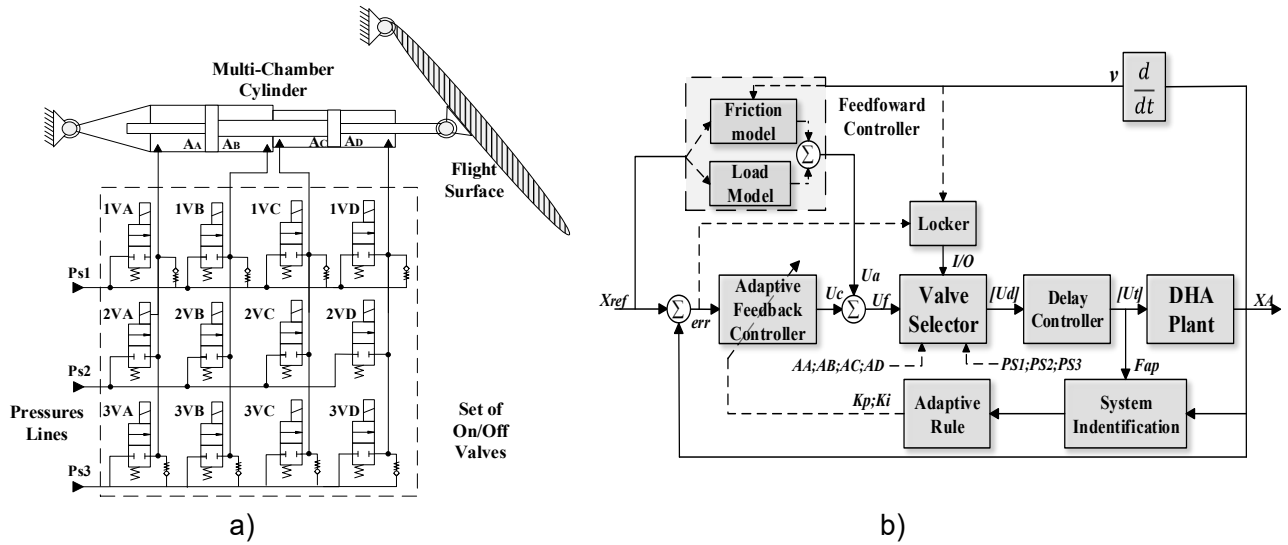 Multi-Chamber
Cylinder
AA
AB
AC
AD
Flight
Surface
1VA
1VB
1VC
1VD
Ps1
2VA
2VB
2VC
2VD
Ps2
3VA
3VB
3VC
3VD
Pressures
Lines
Ps3
Set of
On/Off
Valves
a)
v
d
dt
Friction
model
Feedfoward
Controller
Σ
Load
Model
Locker
I/O
Xref
Σ
err
Adaptive
Feedback
Controller
Uc
Ua
Σ
Uf
Valve
Selector
[Ud]
Delay
Controller
[Ut]
DHA
Plant
XA
AA;AB;AC;AD
PS1;PS2;PS3
Fap
Kp;Ki
Adaptive
Rule
System
Indentification
b)